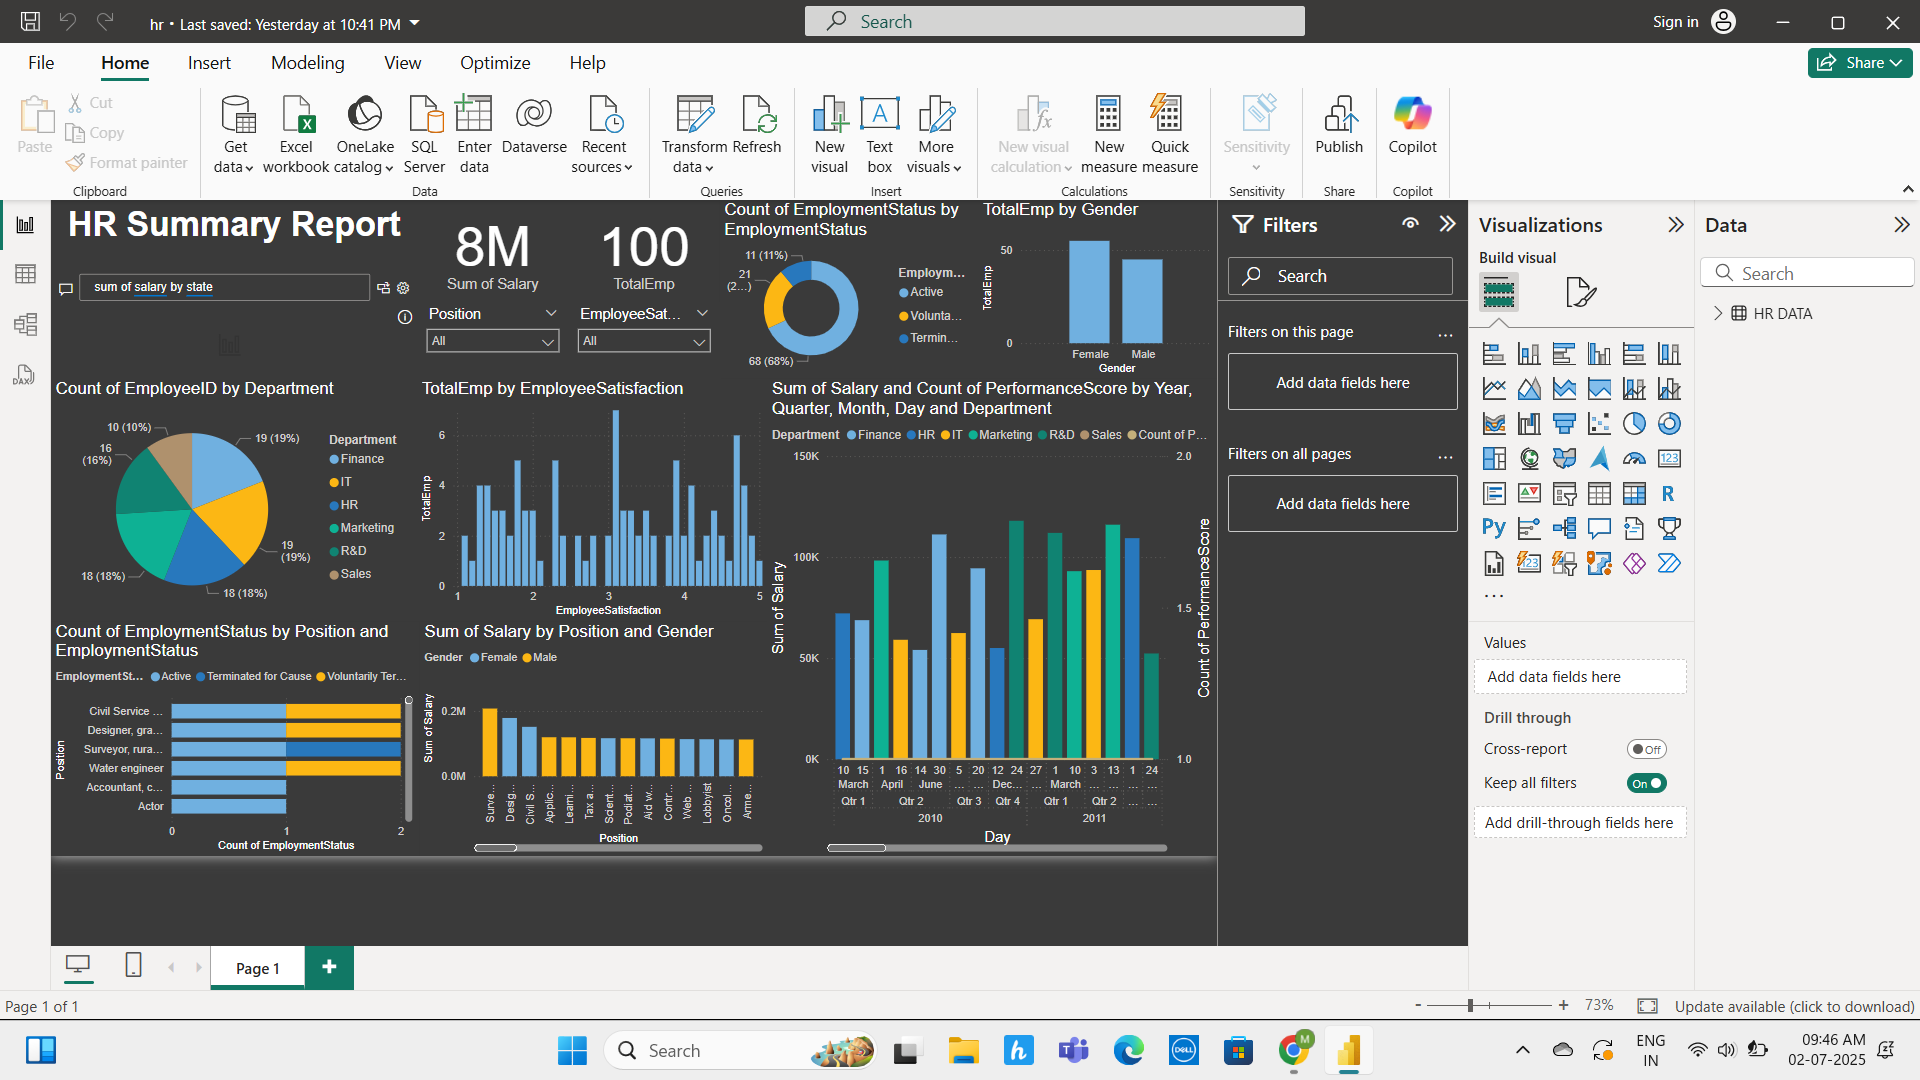 hr • Last saved: Yesterday at 10:41 PM
Search
Sign in
File
Home
Insert
Modeling
View
Optimize
Help
Share
Paste
Cut
Copy
Format painter
Clipboard
Get data
Excel workbook
OneLake catalog
SQL Server
Enter data
Dataverse
Recent sources
Data
Transform data
Refresh
Queries
New visual
Text box
More visuals
Insert
New visual calculation
New measure
Quick measure
Calculations
Sensitivity
Sensitivity
Publish
Share
Copilot
Copilot
HR Summary Report
sum of salary by state
8M
Sum of Salary
100
TotalEmp
Position
All
EmployeeSat...
All
Count of EmploymentStatus by
EmploymentStatus
11 (11%)
21
(2...)
68 (68%)
Employm...
Active
Volunta...
Termin...
TotalEmp by Gender
TotalEmp
50
0
Female
Male
Gender
Count of EmployeeID by Department
10 (10%)
19 (19%)
16
(16%)
19
(19%)
18 (18%)
18 (18%)
Department
Finance
IT
HR
Marketing
R&D
Sales
TotalEmp by EmployeeSatisfaction
TotalEmp
6
4
2
0
1
2
3
4
5
EmployeeSatisfaction
Sum of Salary and Count of PerformanceScore by Year,
Quarter, Month, Day and Department
Department Finance HR IT Marketing R&D Sales Count of P...
150K
100K
50K
0K
Sum of Salary
2.0
1.5
1.0
Count of PerformanceScore
10 15 1 16 14 30 5 20 12 24 27 1 10 3 13 1 24
March April June ... ... Dec... ... March ... ... ... ...
Qtr 1 Qtr 2 Qtr 3 Qtr 4 Qtr 1 Qtr 2 ... ...
2010 2011
Day
Count of EmploymentStatus by Position and
EmploymentStatus
EmploymentSt... Active Terminated for Cause Voluntarily Ter...
Position
Civil Service ...
Designer, gra...
Surveyor, rura...
Water engineer
Accountant, c...
Actor
0 1 2
Count of EmploymentStatus
Sum of Salary by Position and Gender
Gender Female Male
Sum of Salary
0.2M
0.0M
Surve...
Desig...
Civil S...
Applic...
Learni...
Tax a...
Scient...
Podiat...
Aid w...
Contr...
Web ...
Lobbyist
Oncol...
Arme...
Position
Filters
Search
Filters on this page
...
Add data fields here
Filters on all pages
...
Add data fields here
Visualizations
Build visual
123
R
Py
123
...
Values
Add data fields here
Drill through
Cross-report
Off
Keep all filters
On
Add drill-through fields here
Data
Search
HR DATA
DAX
Page 1
+
Page 1 of 1
- + 73%
Update available (click to download)
Search
h
T
DELL
M
ENG
IN
09:46 AM
02-07-2025